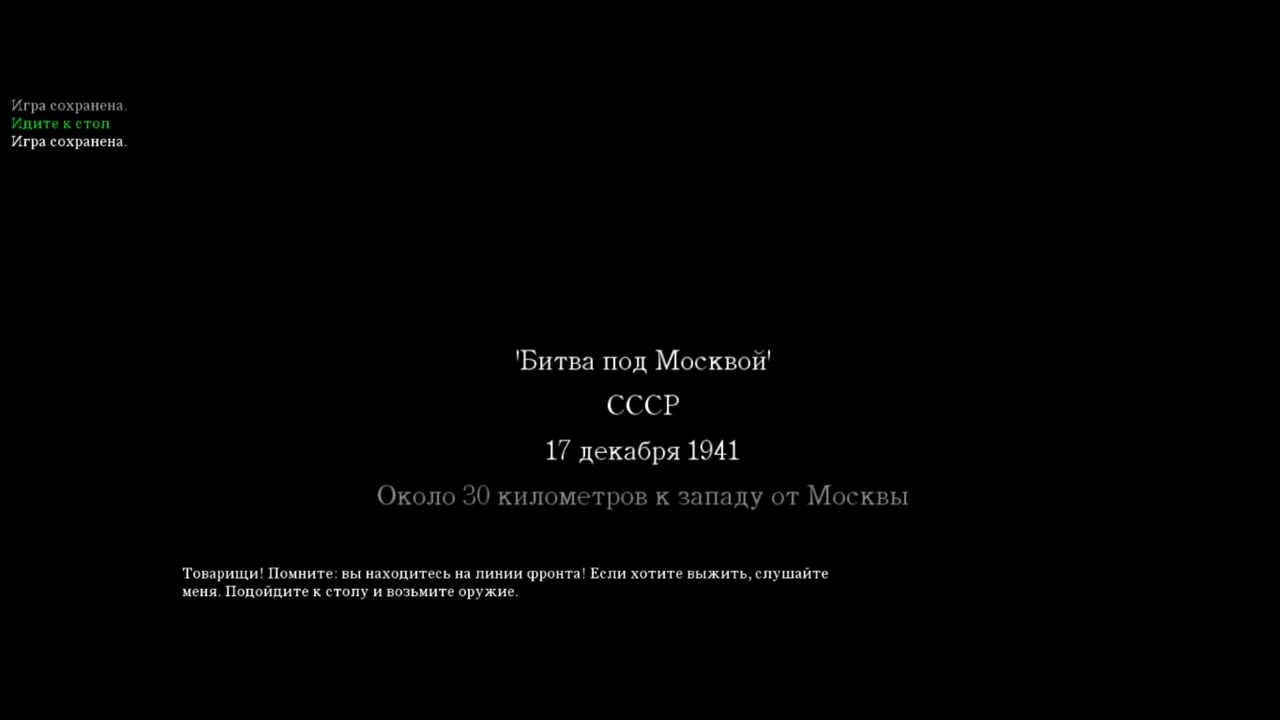 Игра сохранена.
Идите к стол
Игра сохранена.
'Битва под Москвой'
СССР
17 декабря 1941
Около 30 километров к западу от Москвы
Товарищи! Помните: вы находитесь на линии фронта! Если хотите выжить, слушайте
меня. Подойдите к столу и возьмите оружие.